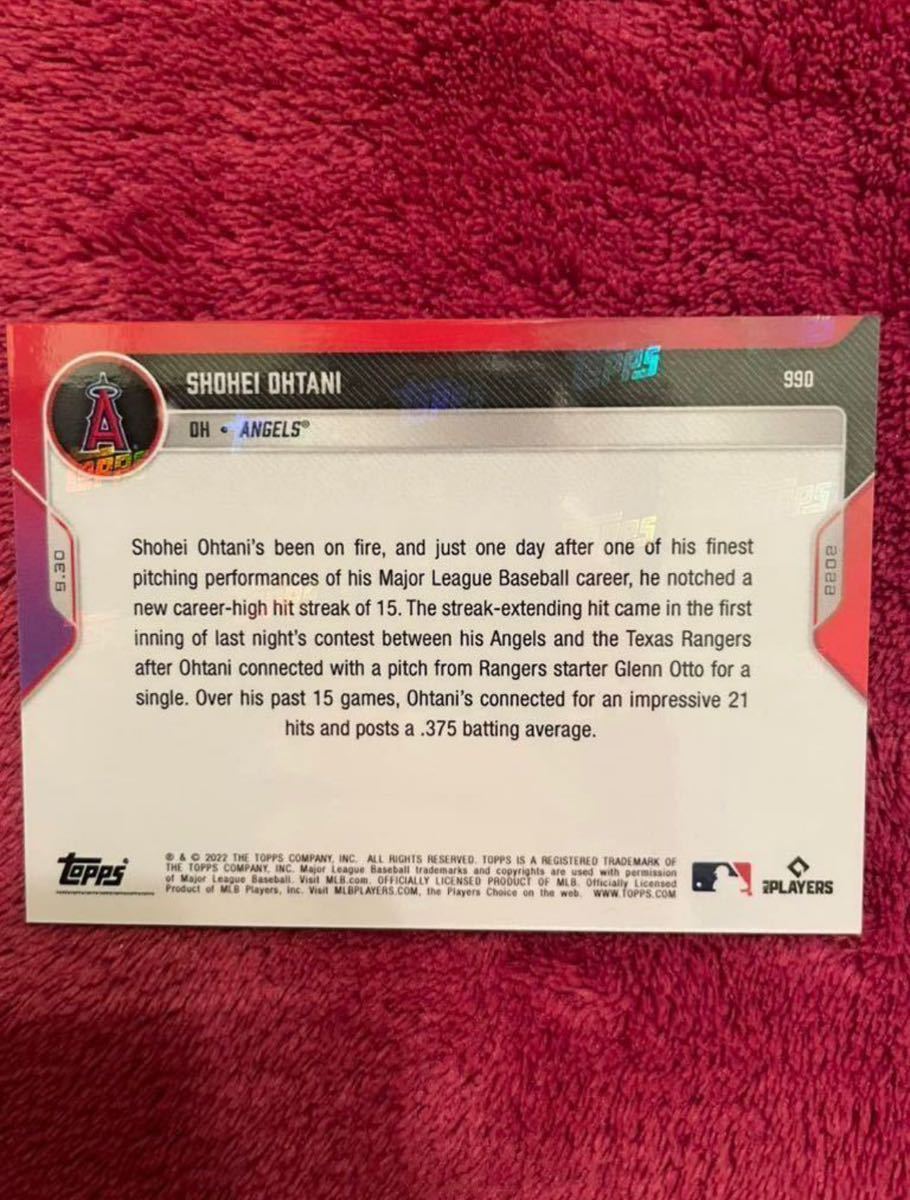 SHOHEI OHTANI
990
DH • ANGELS®
A
TOPPS
9.30
2022
Shohei Ohtani's been on fire, and just one day after one of his finest
pitching performances of his Major League Baseball career, he notched a
new career-high hit streak of 15. The streak-extending hit came in the first
inning of last night's contest between his Angels and the Texas Rangers
after Ohtani connected with a pitch from Rangers starter Glenn Otto for a
single. Over his past 15 games, Ohtani's connected for an impressive 21
hits and posts a .375 batting average.
topps®
® & © 2022 THE TOPPS COMPANY, INC. ALL RIGHTS RESERVED. TOPPS IS A REGISTERED TRADEMARK OF
THE TOPPS COMPANY, INC. Major League Baseball trademarks and copyrights are used with permission
of Major League Baseball. Visit MLB.com. OFFICIALLY LICENSED PRODUCT OF MLB. Officially Licensed
Product of MLB Players, Inc. Visit MLBPLAYERS.COM, the Players Choice on the web. WWW.TOPPS.COM
PLAYERS